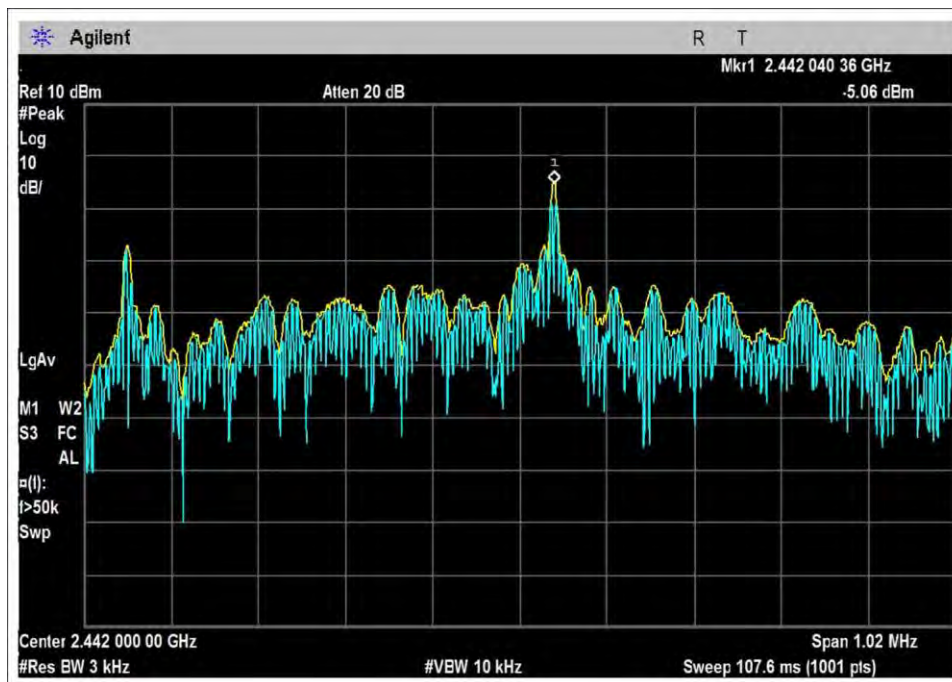 Agilent
R T
Mkr1 2.442 040 36 GHz
Ref 10 dBm Atten 20 dB -5.06 dBm
#Peak
Log
10
dB/
1
LgAv
M1 W2
S3 FC
AL
¤(f):
f>50k
Swp
Center 2.442 000 00 GHz Span 1.02 MHz
#Res BW 3 kHz #VBW 10 kHz Sweep 107.6 ms (1001 pts)